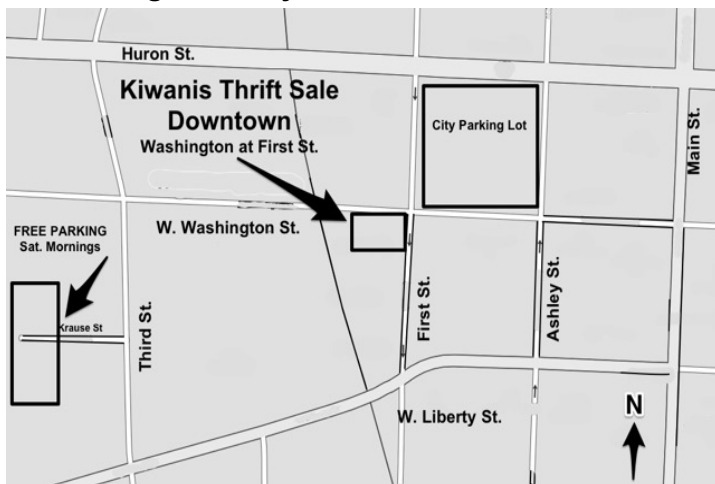 Huron St.
Kiwanis Thrift Sale
Downtown
Washington at First St.
City Parking Lot
Main St.
W. Washington St.
FREE PARKING
Sat. Mornings
Krause St
Third St.
First St.
Ashley St.
W. Liberty St.
N